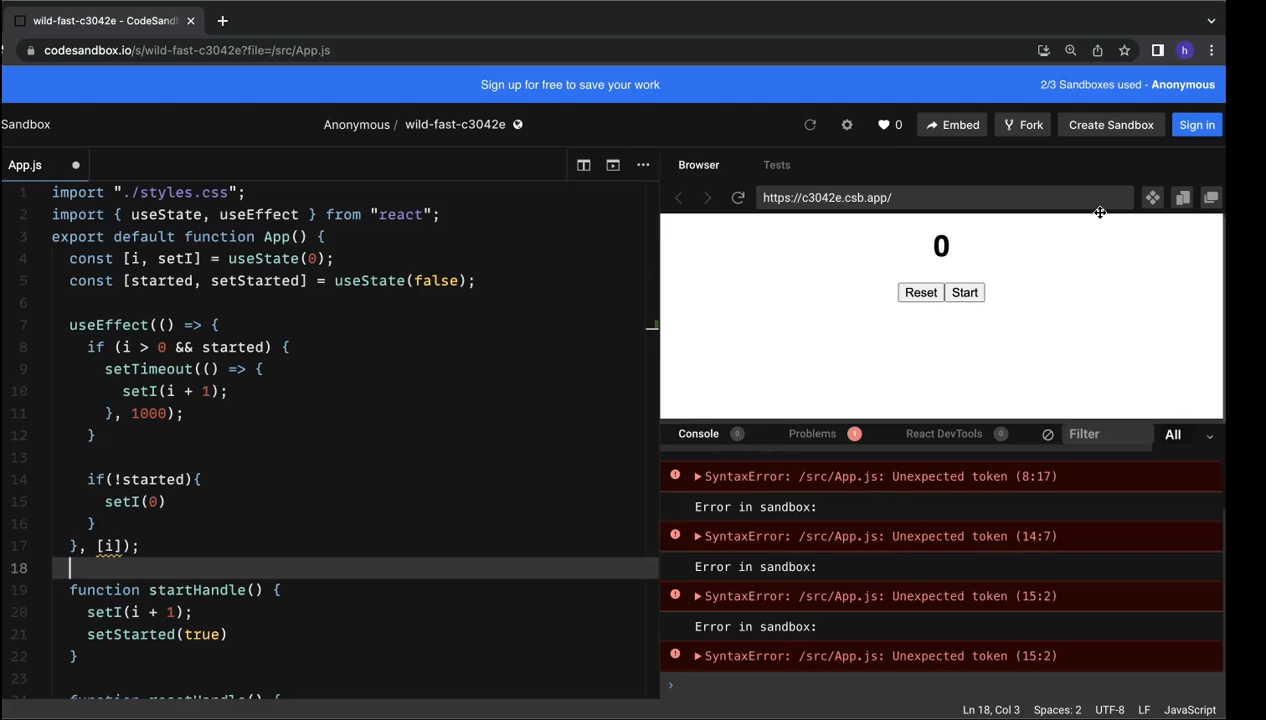 wild-fast-c3042e - CodeSandb
codesandbox.io/s/wild-fast-c3042e?file=/src/App.js
h
Sign up for free to save your work
2/3 Sandboxes used - Anonymous
Sandbox
Anonymous / wild-fast-c3042e
0
Embed
Fork
Create Sandbox
Sign in
App.js
1 import "./styles.css";
2 import { useState, useEffect } from "react";
3 export default function App() {
4 const [i, setI] = useState(0);
5 const [started, setStarted] = useState(false);
6
7 useEffect(() => {
8 if (i > 0 && started) {
9 setTimeout(() => {
10 setI(i + 1);
11 }, 1000);
12 }
13
14 if(!started){
15 setI(0)
16 }
17 }, [i]);
18
19 function startHandle() {
20 setI(i + 1);
21 setStarted(true)
22 }
23
Browser
Tests
https://c3042e.csb.app/
0
Reset Start
Console 0
Problems 1
React DevTools 0
Filter
All
SyntaxError: /src/App.js: Unexpected token (8:17)
Error in sandbox:
SyntaxError: /src/App.js: Unexpected token (14:7)
Error in sandbox:
SyntaxError: /src/App.js: Unexpected token (15:2)
Error in sandbox:
SyntaxError: /src/App.js: Unexpected token (15:2)
Ln 18, Col 3
Spaces: 2
UTF-8
LF
JavaScript